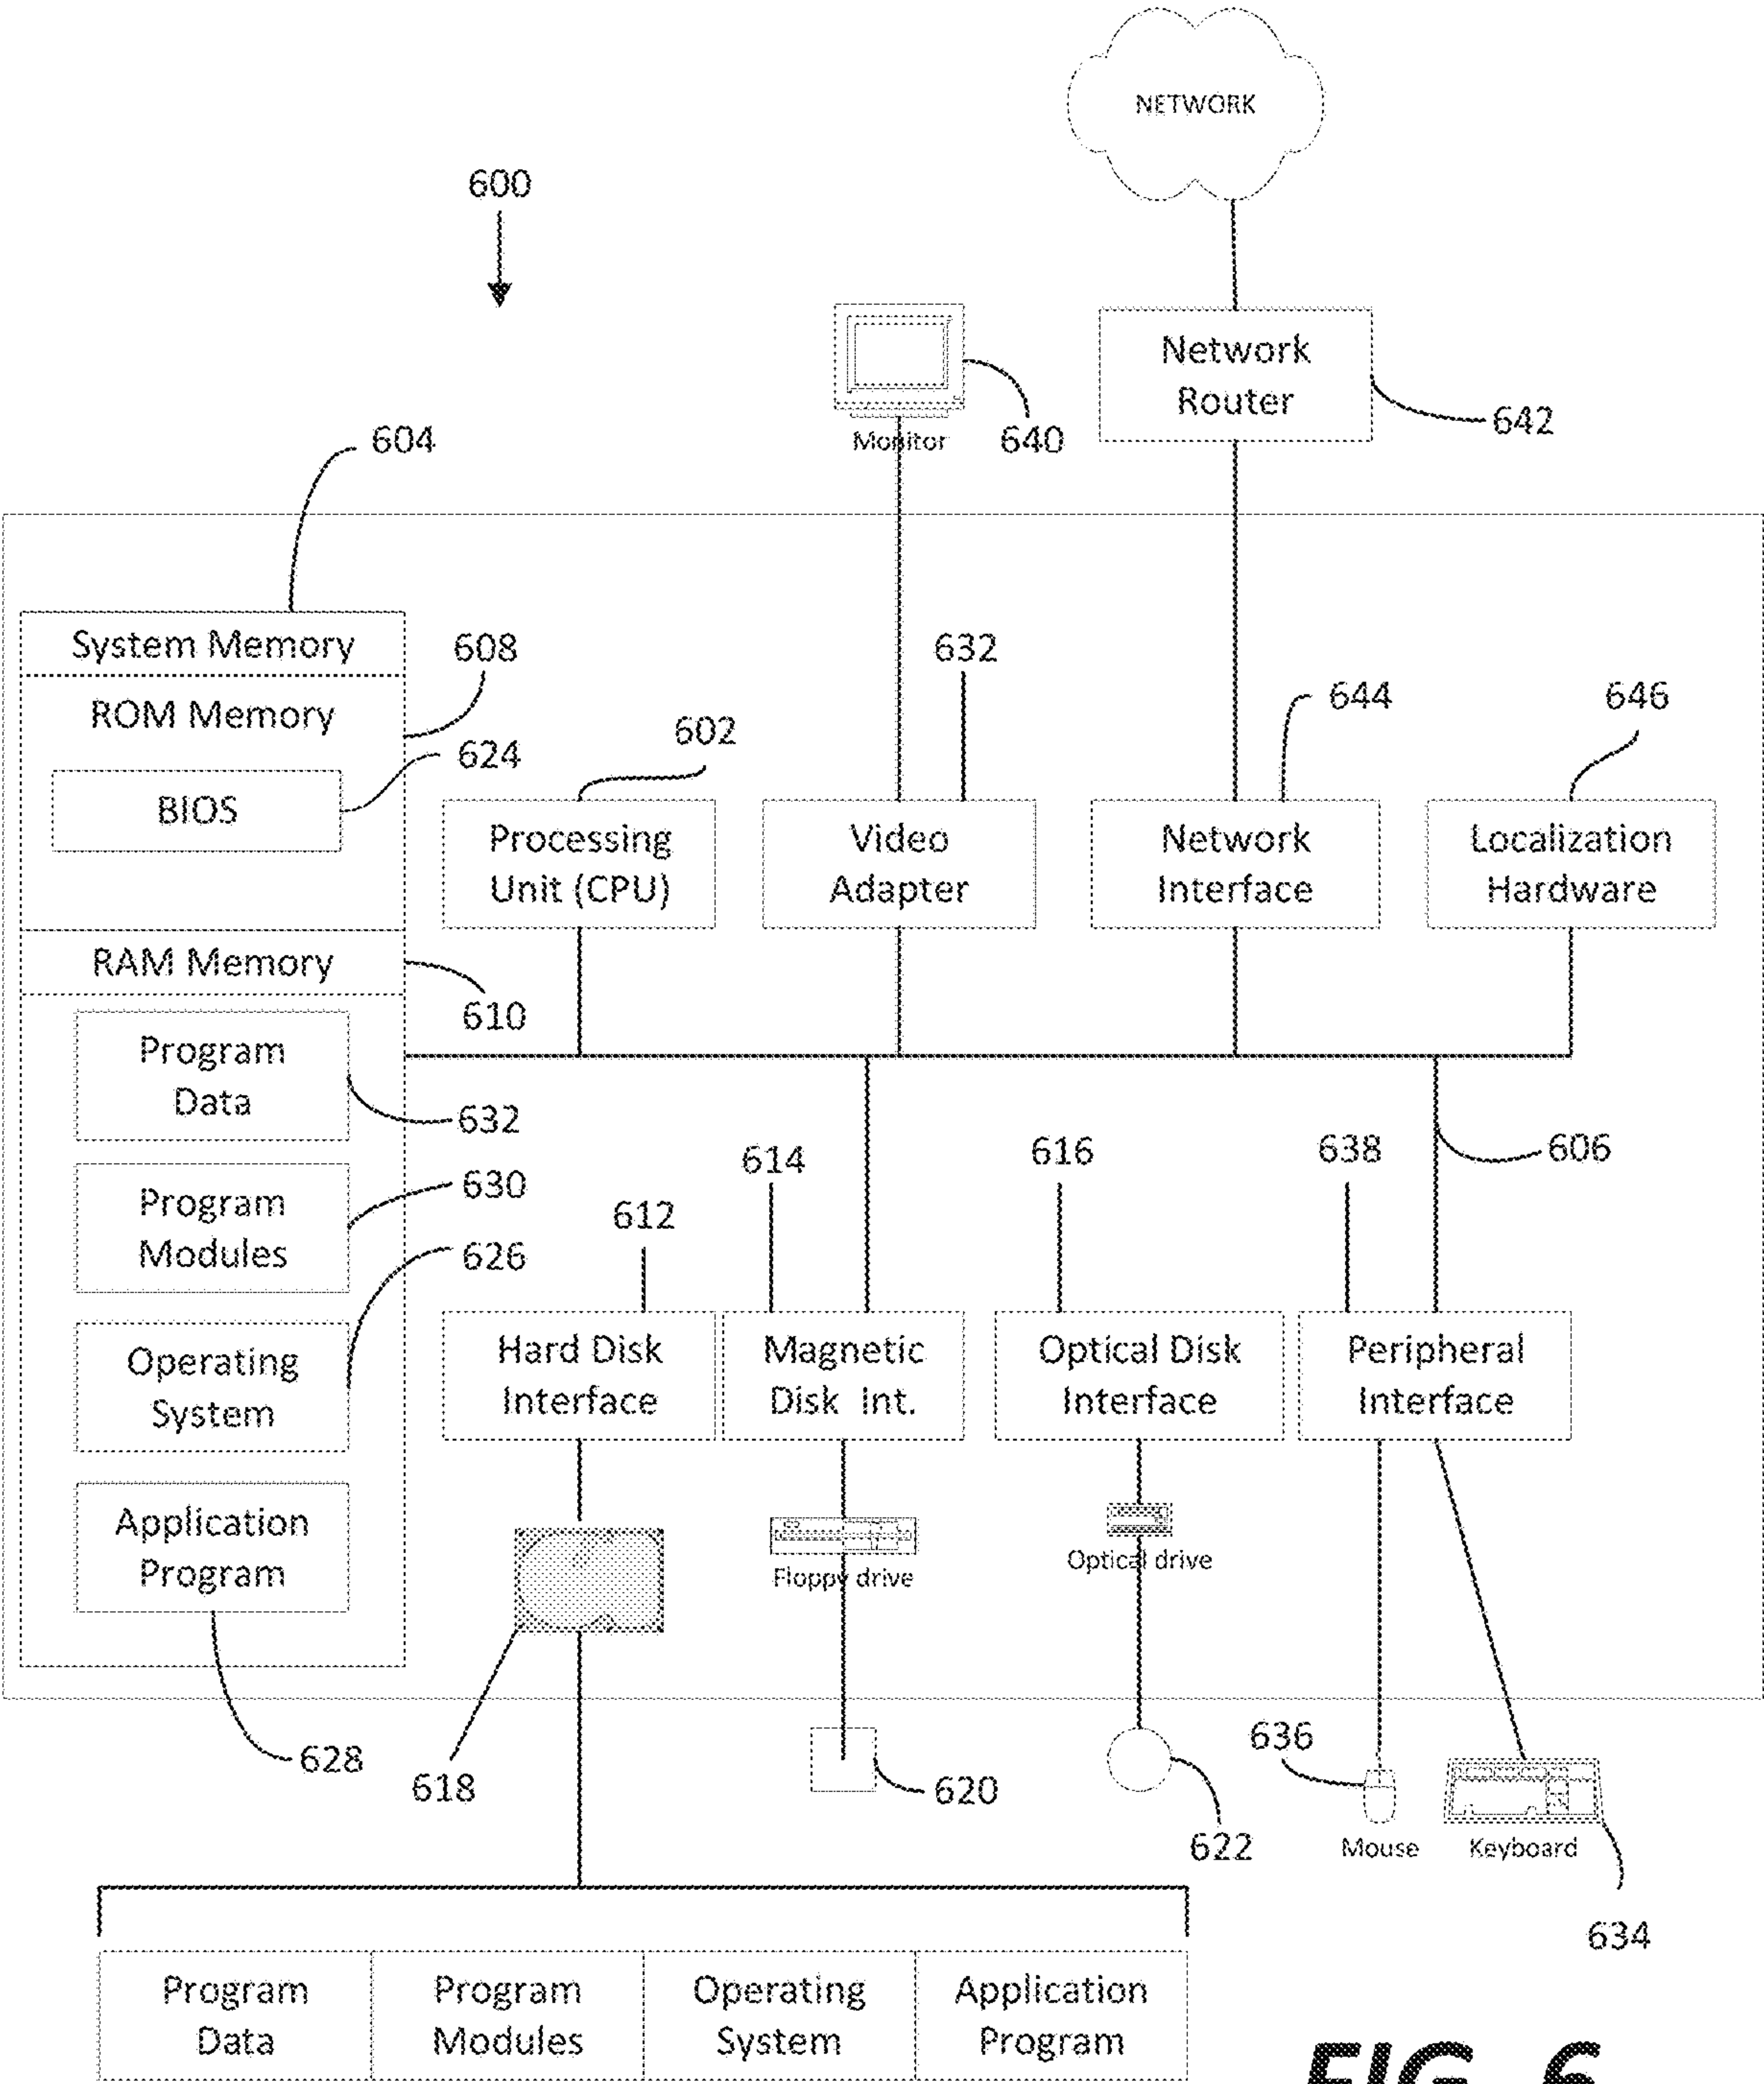 NETWORK
600
Network
Router
642
Monitor
640
604
System Memory
608
632
ROM Memory
644
646
602
624
BIOS
Processing
Unit (CPU)
Video
Adapter
Network
Interface
Localization
Hardware
RAM Memory
610
Program
Data
632
606
614
616
638
630
Program
Modules
612
626
Operating
System
Hard Disk
Interface
Magnetic
Disk Int.
Optical Disk
Interface
Peripheral
Interface
Application
Program
Floppy drive
Optical drive
628
618
620
622
636
Mouse
Keyboard
634
Program
Data
Program
Modules
Operating
System
Application
Program
FIG. 6